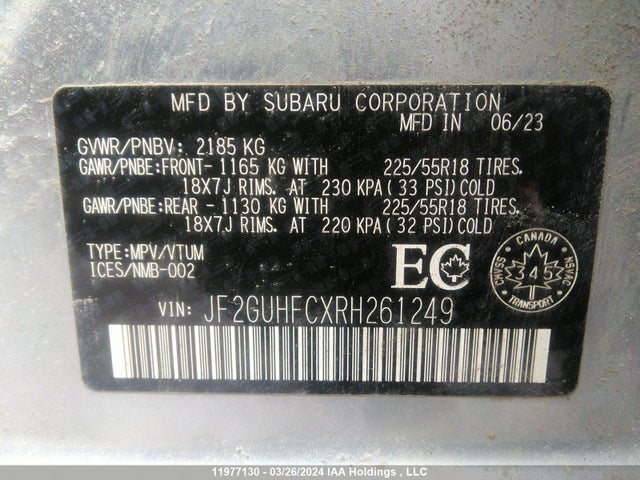 MFD BY SUBARU CORPORATION
MFD IN 06/23
GVWR/PNBV: 2185 KG
GAWR/PNBE:FRONT- 1165 KG WITH 225/55R18 TIRES.
18X7J RIMS. AT 230 KPA(33 PSI)COLD
GAWR/PNBE:REAR - 1130 KG WITH 225/55R18 TIRES.
18X7J RIMS. AT 220 KPA(32 PSI)COLD
TYPE:MPV/VTUM
ICES/NMB-002
EC
CANADA
CMVSS NSVAC
345
TRANSPORT
VIN: JF2GUHFCXRH261249
11977130 - 03/26/2024 IAA Holdings , LLC